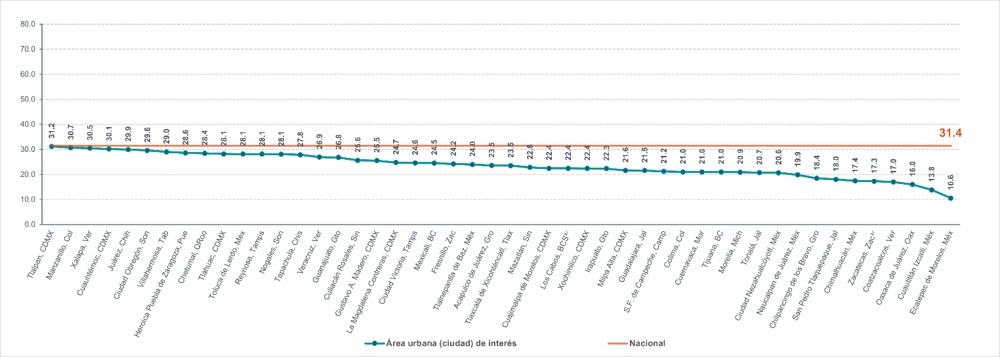 80.0
70.0
60.0
50.0
40.0
30.0
20.0
10.0
0.0
31.2
30.7
30.5
30.1
29.9
29.6
29.0
28.6
28.4
28.1
28.1
28.1
28.1
27.8
26.9
26.8
25.6
25.5
24.7
24.6
24.5
24.2
24.0
23.5
23.5
22.8
22.4
22.4
22.4
22.3
21.6
21.5
21.2
21.0
21.0
21.0
20.9
20.7
20.6
19.9
18.4
18.0
17.4
17.3
17.0
16.0
13.8
10.6
31.4
Tlalpan, CDMX
Manzanillo, Col
Xalapa, Ver
Cuauhtémoc, CDMX
Juárez, Chih
Ciudad Obregón, Son
Villahermosa, Tab
Heroica Puebla de Zaragoza, Pue
Chetumal, QRoo
Tláhuac, CDMX
Toluca de Lerdo, Méx
Reynosa, Tamps
Nogales, Son
Tapachula, Chis
Veracruz, Ver
Guanajuato, Gto
Culiacán Rosales, Sin
Gustavo A. Madero, CDMX
La Magdalena Contreras, CDMX
Ciudad Victoria, Tamps
Mexicali, BC
Fresnillo, Zac
Tlalnepantla de Baz, Méx
Acapulco de Juárez, Gro
Tlaxcala de Xicohténcatl, Tlax
Mazatlán, Sin
Cuajimalpa de Morelos, CDMX
Los Cabos, BCS²ᐟ
Xochimilco, CDMX
Irapuato, Gto
Milpa Alta, CDMX
Guadalajara, Jal
S.F. de Campeche, Camp
Colima, Col
Cuernavaca, Mor
Tijuana, BC
Morelia, Mich
Tonalá, Jal
Ciudad Nezahualcóyotl, Méx
Naucalpan de Juárez, Méx
Chilpancingo de los Bravo, Gro
San Pedro Tlaquepaque, Jal
Chimalhuacán, Méx
Zacatecas, Zac³ᐟ
Coatzacoalcos, Ver
Oaxaca de Juárez, Oax
Cuautitlán Izcalli, Méx
Ecatepec de Morelos, Méx
Área urbana (ciudad) de interés
Nacional